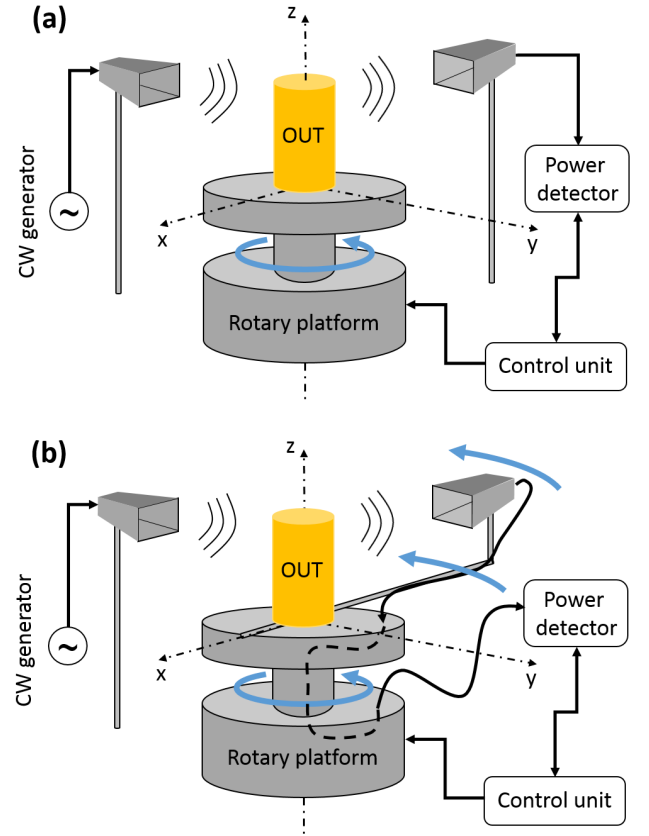 (a)
z
OUT
CW generator
~
Power
detector
x
y
Rotary platform
Control unit
(b)
z
OUT
CW generator
~
Power
detector
x
y
Rotary platform
Control unit